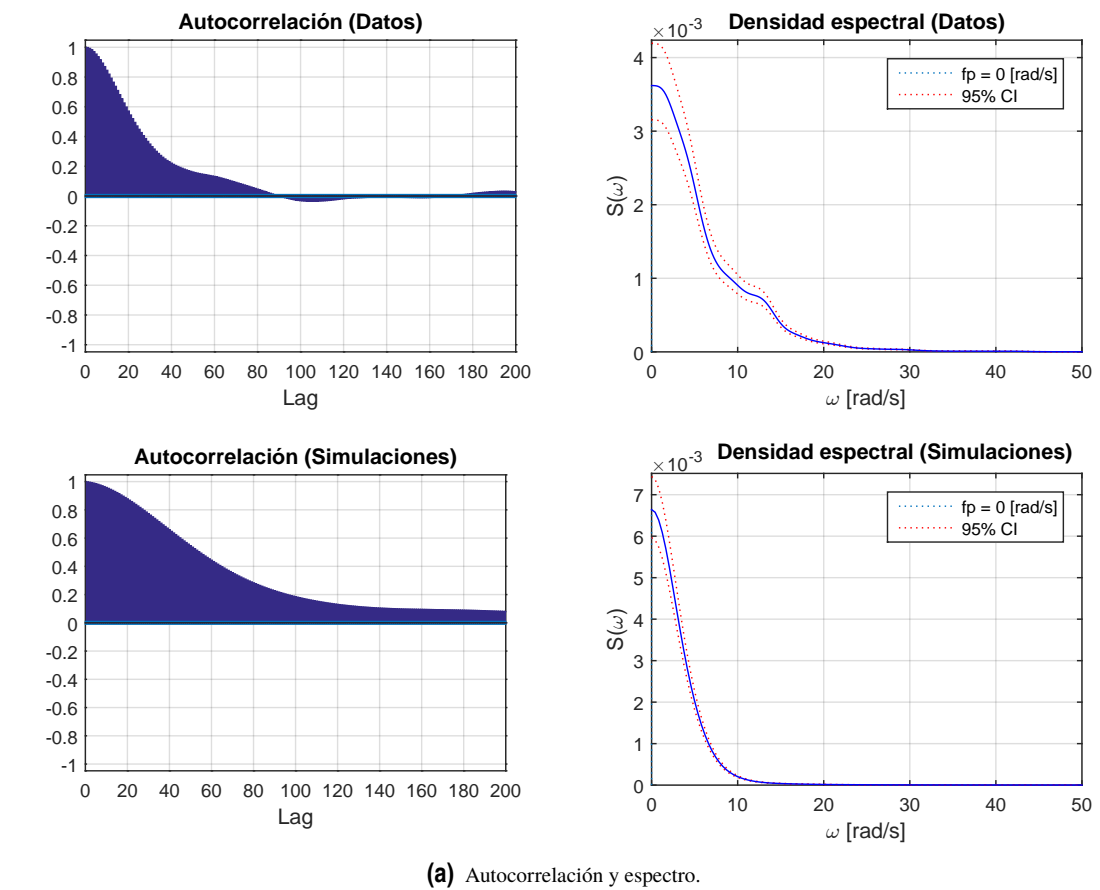 Autocorrelación (Datos)
1
0.8
0.6
0.4
0.2
0
-0.2
-0.4
-0.6
-0.8
-1
0 20 40 60 80 100 120 140 160 180 200
Lag
Densidad espectral (Datos)
×10⁻³
S(ω)
4
3
2
1
0
fp = 0 [rad/s]
95% CI
0 10 20 30 40 50
ω [rad/s]
Autocorrelación (Simulaciones)
1
0.8
0.6
0.4
0.2
0
-0.2
-0.4
-0.6
-0.8
-1
0 20 40 60 80 100 120 140 160 180 200
Lag
Densidad espectral (Simulaciones)
×10⁻³
S(ω)
7
6
5
4
3
2
1
0
fp = 0 [rad/s]
95% CI
0 10 20 30 40 50
ω [rad/s]
(a) Autocorrelación y espectro.